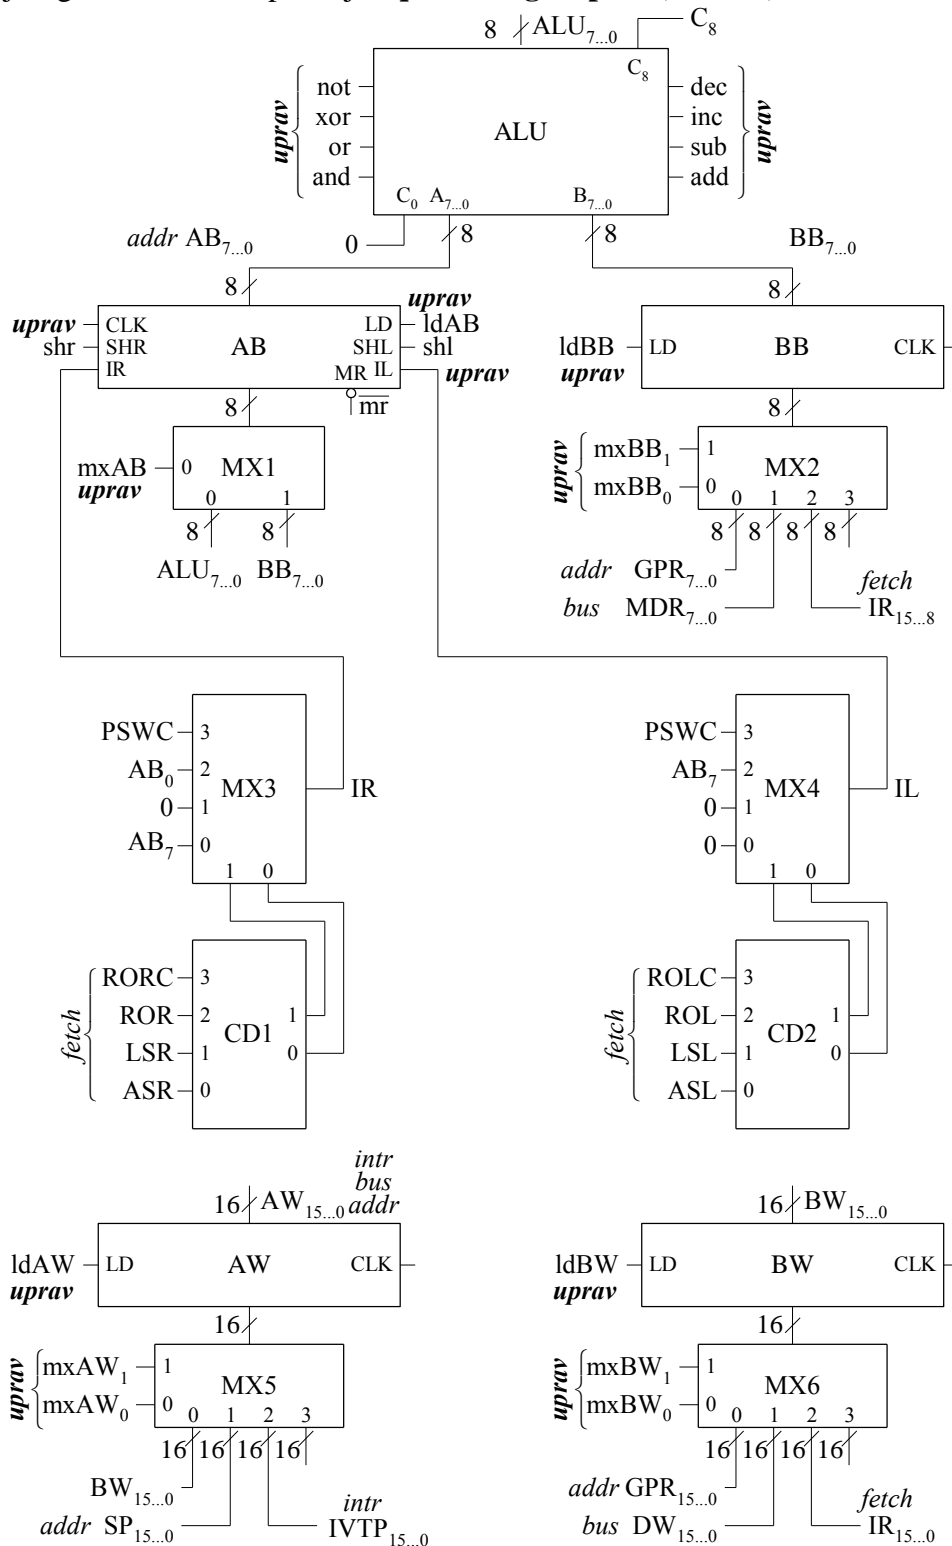 8 ALU7...0 C8
C8
not dec
xor ALU inc
or sub
and add
uprav uprav
C0 A7...0 B7...0
addr AB7...0 0 8 8 BB7...0
8 8
uprav
uprav CLK LD ldAB
shr SHR AB SHL shl
IR MR IL uprav
mr
ldBB LD BB CLK
uprav
8 8
mxAB 0 MX1
uprav
0 1
8 8
ALU7...0 BB7...0
uprav mxBB1 1 MX2
mxBB0 0
0 1 2 3
8 8 8 8
addr GPR7...0 fetch
bus MDR7...0 IR15...8
PSWC 3 PSWC 3
AB0 2 MX3 IR AB7 2 MX4 IL
0 1 0 1
AB7 0 0 0
1 0 1 0
RORC 3 ROLC 3
ROR 2 1 ROL 2 1
fetch CD1 fetch CD2
LSR 1 0 LSL 1 0
ASR 0 ASL 0
intr
bus
16 AW15...0 addr 16 BW15...0
ldAW LD AW CLK ldBW LD BW CLK
uprav uprav
16 16
uprav mxAW1 1 MX5 uprav mxBW1 1 MX6
mxAW0 0 mxBW0 0
0 1 2 3 0 1 2 3
16 16 16 16 16 16 16 16
BW15...0 intr addr GPR15...0 fetch
addr SP15...0 IVTP15...0 bus DW15...0 IR15...0